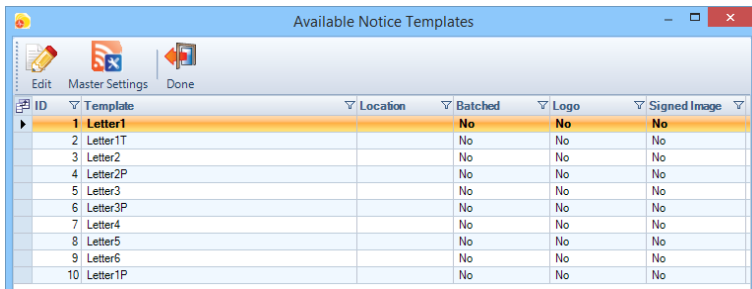 Available Notice Templates
Edit Master Settings Done
ID Template Location Batched Logo Signed Image
1 Letter1 No No No
2 Letter1T No No No
3 Letter2 No No No
4 Letter2P No No No
5 Letter3 No No No
6 Letter3P No No No
7 Letter4 No No No
8 Letter5 No No No
9 Letter6 No No No
10 Letter1P No No No